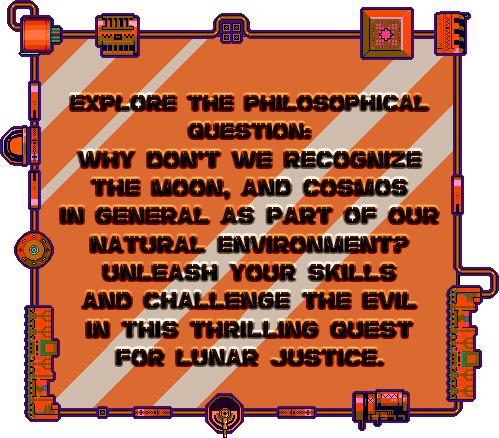 EXPLORE THE PHILOSOPHICAL
QUESTION:
WHY DON'T WE RECOGNIZE
THE MOON, AND COSMOS
IN GENERAL AS PART OF OUR
NATURAL ENVIRONMENT?
UNLEASH YOUR SKILLS
AND CHALLENGE THE EVIL
IN THIS THRILLING QUEST
FOR LUNAR JUSTICE.